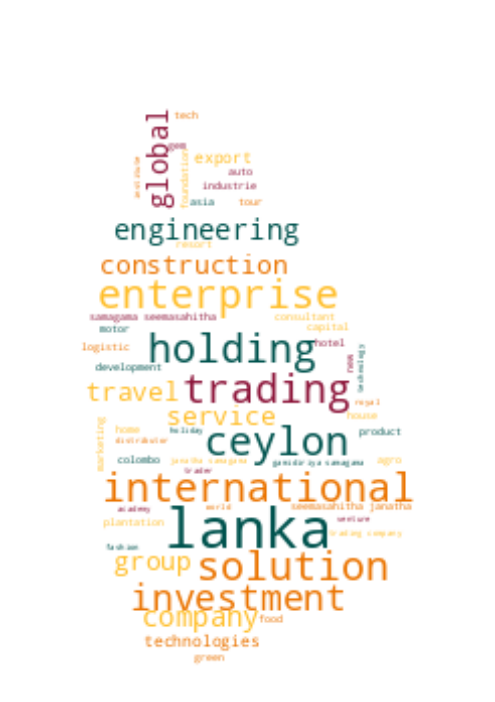 tech
global
gem
institute
foundation
export
auto
industrie
asia
tour
engineering
resort
construction
enterprise
samagama seemasahitha
consultant
motor
capital
holding
hotel
logistic
new
development
travel
trading
royal
service
house
marketing
home
holiday
ceylon
product
distributor
colombo
janatha samagama
gamidiriya samagama
agro
trader
international
academy
world
seemasahitha janatha
plantation
lanka
venture
trading company
fashion
group
solution
investment
company
food
technologies
green